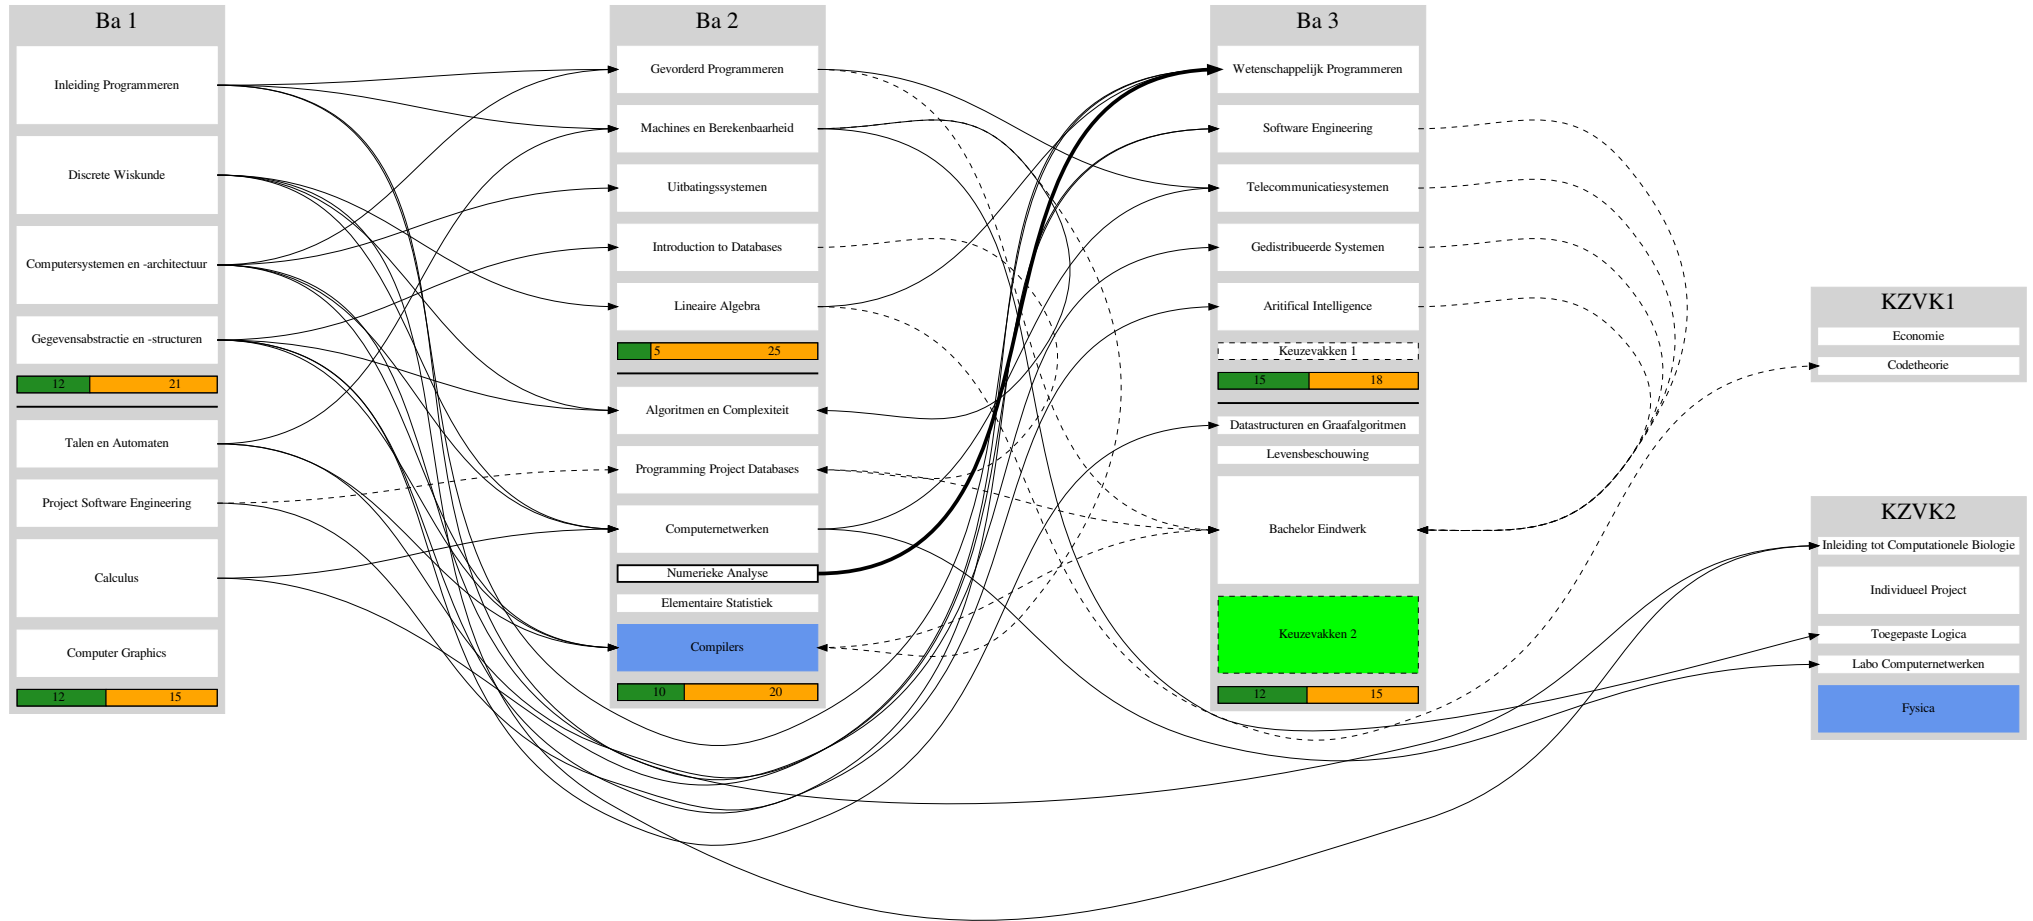 Ba 1
Inleiding Programmeren
Discrete Wiskunde
Computersystemen en -architectuur
Gegevensabstractie en -structuren
12 21
Talen en Automaten
Project Software Engineering
Calculus
Computer Graphics
12 15
Ba 2
Gevorderd Programmeren
Machines en Berekenbaarheid
Uitbatingssystemen
Introduction to Databases
Lineaire Algebra
5 25
Algoritmen en Complexiteit
Programming Project Databases
Computernetwerken
Numerieke Analyse
Elementaire Statistiek
Compilers
10 20
Ba 3
Wetenschappelijk Programmeren
Software Engineering
Telecommunicatiesystemen
Gedistribueerde Systemen
Aritifical Intelligence
Keuzevakken 1
15 18
Datastructuren en Graafalgoritmen
Levensbeschouwing
Bachelor Eindwerk
Keuzevakken 2
12 15
KZVK1
Economie
Codetheorie
KZVK2
Inleiding tot Computationele Biologie
Individueel Project
Toegepaste Logica
Labo Computernetwerken
Fysica